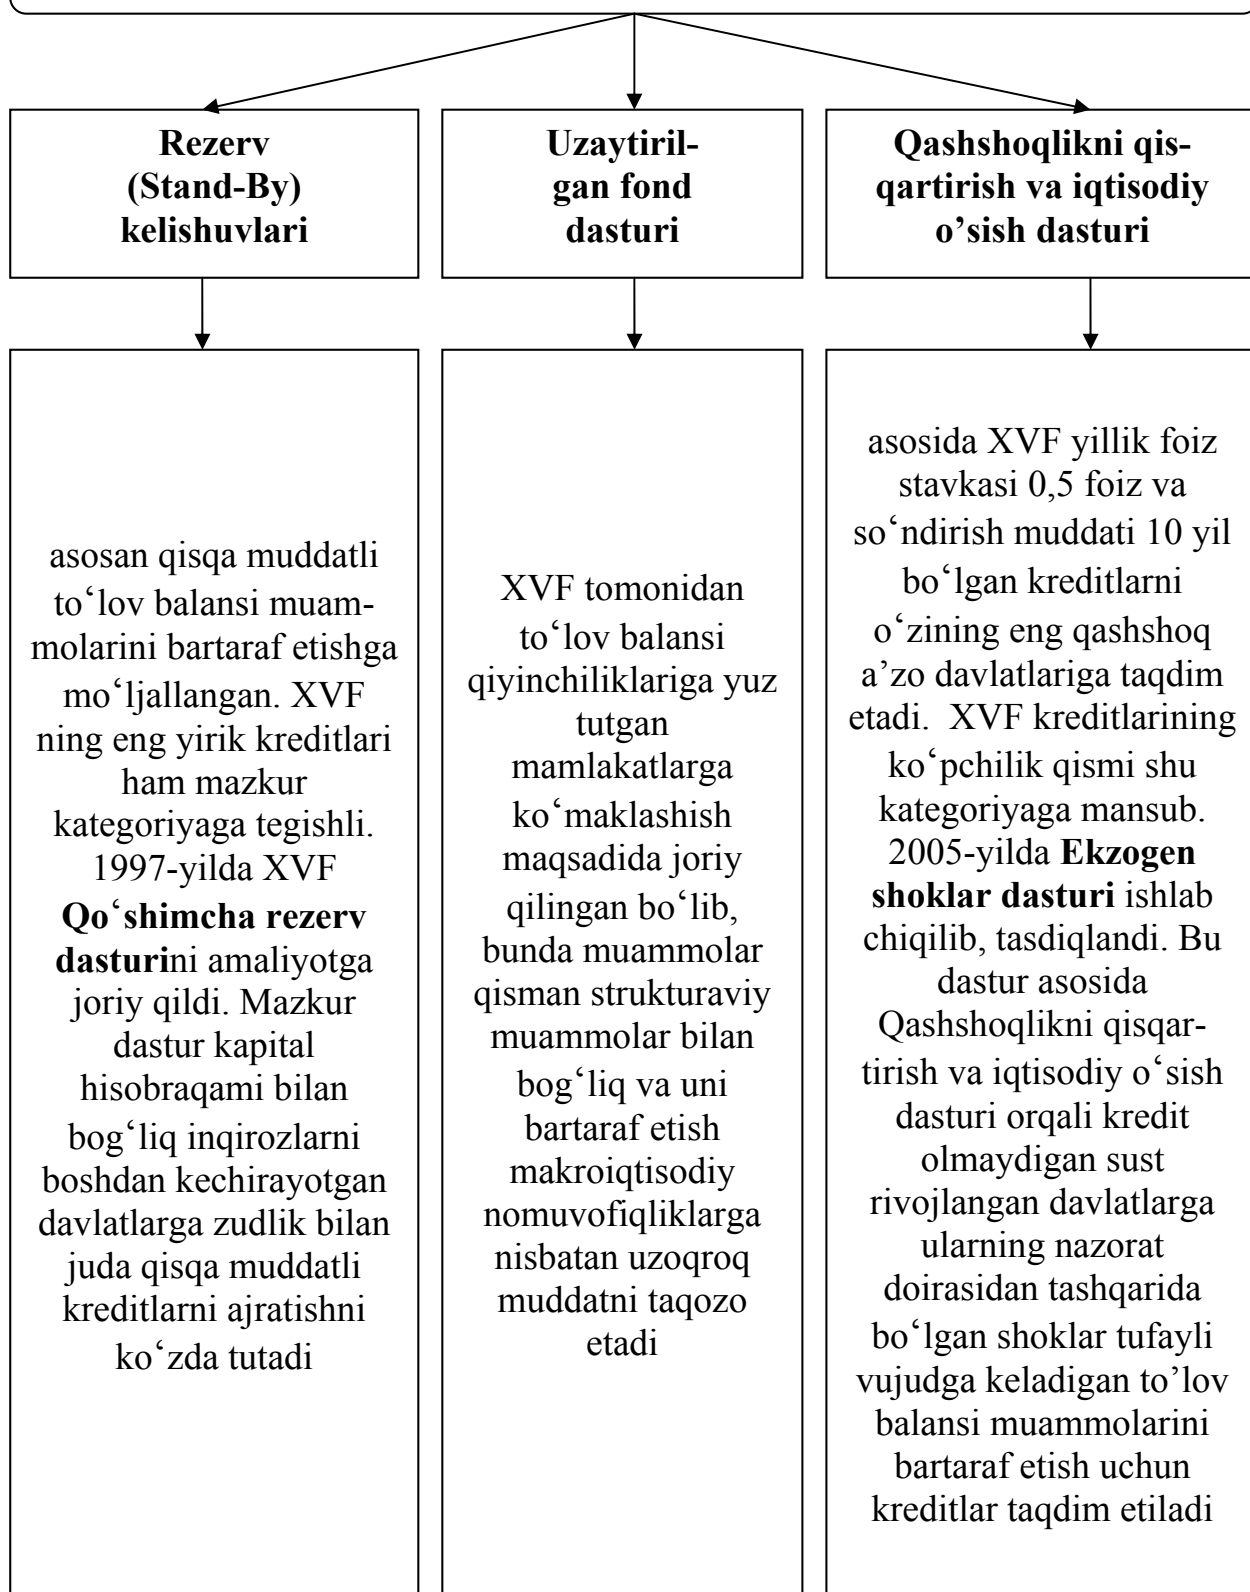 Rezerv
(Stand-By)
kelishuvlari
Uzaytiril-
gan fond
dasturi
Qashshoqlikni qis-
qartirish va iqtisodiy
o’sish dasturi
asosan qisqa muddatli
to‘lov balansi muam-
molarini bartaraf etishga
mo‘ljallangan. XVF
ning eng yirik kreditlari
ham mazkur
kategoriyaga tegishli.
1997-yilda XVF
Qo‘shimcha rezerv
dasturini amaliyotga
joriy qildi. Mazkur
dastur kapital
hisobraqami bilan
bog‘liq inqirozlarni
boshdan kechirayotgan
davlatlarga zudlik bilan
juda qisqa muddatli
kreditlarni ajratishni
ko‘zda tutadi
XVF tomonidan
to‘lov balansi
qiyinchiliklariga yuz
tutgan
mamlakatlarga
ko‘maklashish
maqsadida joriy
qilingan bo‘lib,
bunda muammolar
qisman strukturaviy
muammolar bilan
bog‘liq va uni
bartaraf etish
makroiqtisodiy
nomuvofiqliklarga
nisbatan uzoqroq
muddatni taqozo
etadi
asosida XVF yillik foiz
stavkasi 0,5 foiz va
so‘ndirish muddati 10 yil
bo‘lgan kreditlarni
o‘zining eng qashshoq
a’zo davlatlariga taqdim
etadi.  XVF kreditlarining
ko‘pchilik qismi shu
kategoriyaga mansub.
2005-yilda Ekzogen
shoklar dasturi ishlab
chiqilib, tasdiqlandi. Bu
dastur asosida
Qashshoqlikni qisqar-
tirish va iqtisodiy o‘sish
dasturi orqali kredit
olmaydigan sust
rivojlangan davlatlarga
ularning nazorat
doirasidan tashqarida
bo‘lgan shoklar tufayli
vujudga keladigan to’lov
balansi muammolarini
bartaraf etish uchun
kreditlar taqdim etiladi